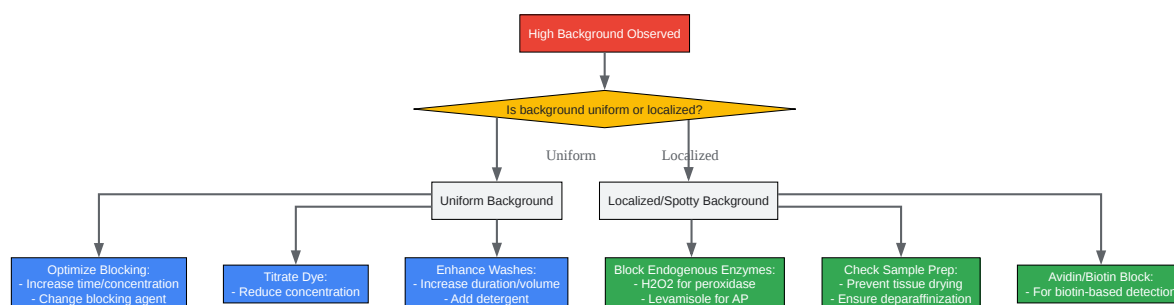 High Background Observed
Is background uniform or localized?
Uniform
Localized
Uniform Background
Localized/Spotty Background
Optimize Blocking:
- Increase time/concentration
- Change blocking agent
Titrate Dye:
- Reduce concentration
Enhance Washes:
- Increase duration/volume
- Add detergent
Block Endogenous Enzymes:
- H2O2 for peroxidase
- Levamisole for AP
Check Sample Prep:
- Prevent tissue drying
- Ensure deparaffinization
Avidin/Biotin Block:
- For biotin-based detection